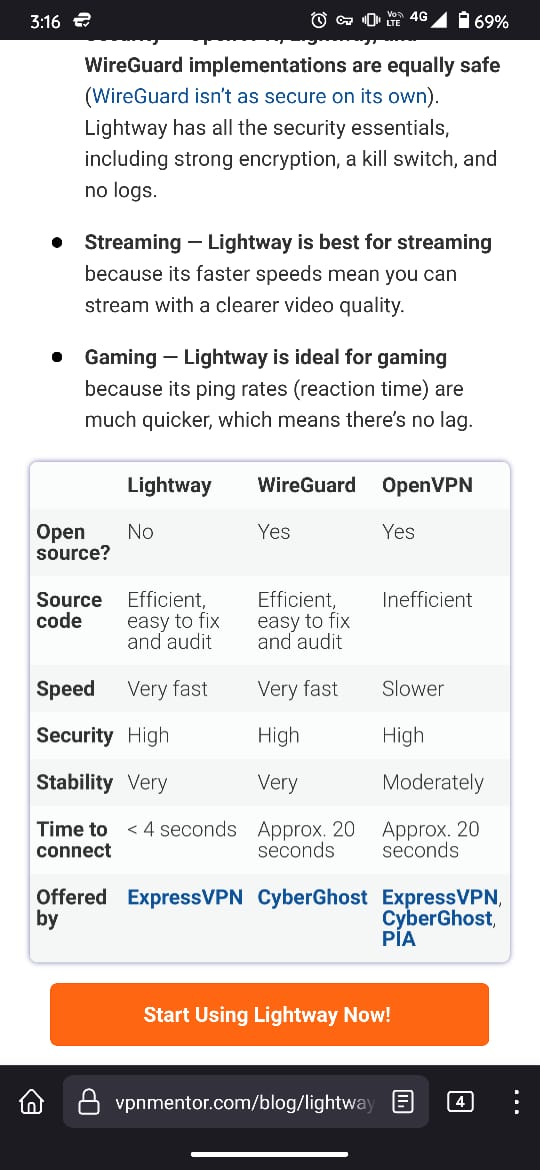 3:16
Vo)) LTE 4G 69%
WireGuard implementations are equally safe
(WireGuard isn’t as secure on its own).
Lightway has all the security essentials,
including strong encryption, a kill switch, and
no logs.
• Streaming — Lightway is best for streaming
because its faster speeds mean you can
stream with a clearer video quality.
• Gaming — Lightway is ideal for gaming
because its ping rates (reaction time) are
much quicker, which means there’s no lag.
Lightway WireGuard OpenVPN
Open source? No Yes Yes
Source code Efficient, easy to fix and audit Efficient, easy to fix and audit Inefficient
Speed Very fast Very fast Slower
Security High High High
Stability Very Very Moderately
Time to connect < 4 seconds Approx. 20 seconds Approx. 20 seconds
Offered by ExpressVPN CyberGhost ExpressVPN, CyberGhost, PIA
Start Using Lightway Now!
vpnmentor.com/blog/lightway
4